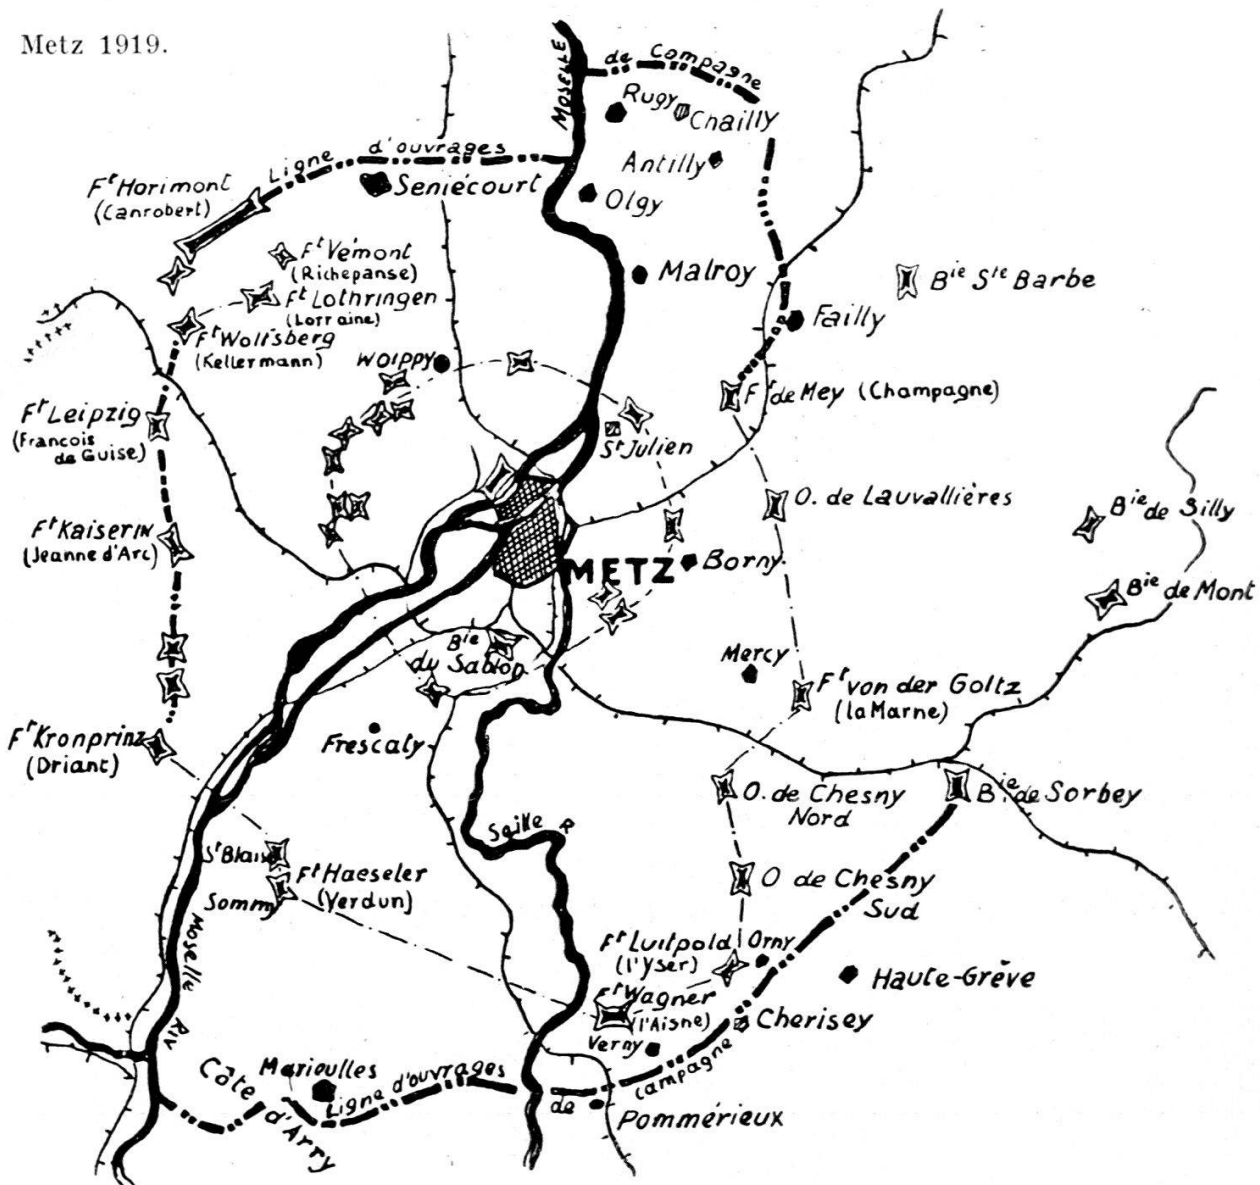 Metz 1919.
MOSELLE
de Campagne
Rugy
Chailly
Antilly
Ligne d'ouvrages
Semécourt
Olgy
Ft Horimont
(Canrobert)
Ft Vémont
(Richepanse)
Malroy
Bie Ste Barbe
Ft Lothringen
(Lorraine)
Failly
Ft Wolfsberg
(Kellermann)
Woippy
Ft de Mey (Champagne)
Ft Leipzig
(Francois
de Guise)
St Julien
O. de Lauvallières
Bie de Silly
Ft Kaiserin
(Jeanne d'Arc)
METZ
Borny
Bie de Mont
Bie
du Sablon
Mercy
Ft von der Goltz
(la Marne)
Ft Kronprinz
(Driant)
Frescaty
O. de Chesny
Nord
Bie de Sorbey
Seille R
St Blaise
Ft Haeseler
(Verdun)
Sommy
O de Chesny
Sud
Moselle Riv
Ft Luitpold
(l'Yser)
Orny
Haute-Grève
Ft Wagner
(l'Aisne)
Cherisey
Verny
Marieulles
Côte d'Arry
Ligne d'ouvrages
de campagne
Pommérieux